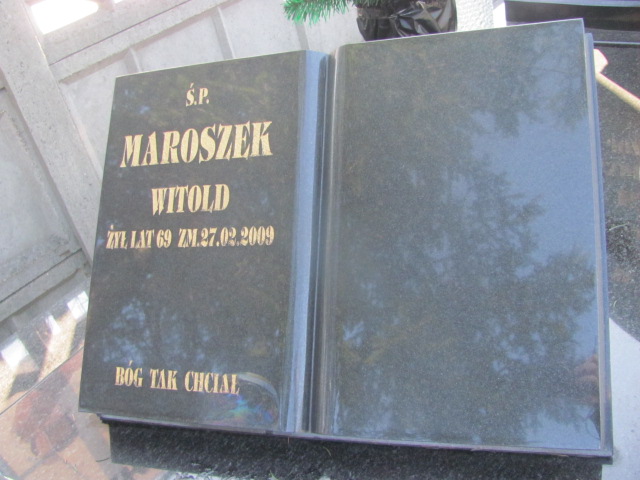 Ś.P.
MAROSZEK
WITOLD
ŻYŁ LAT 69 ZM.27.02.2009
BÓG TAK CHCIAŁ